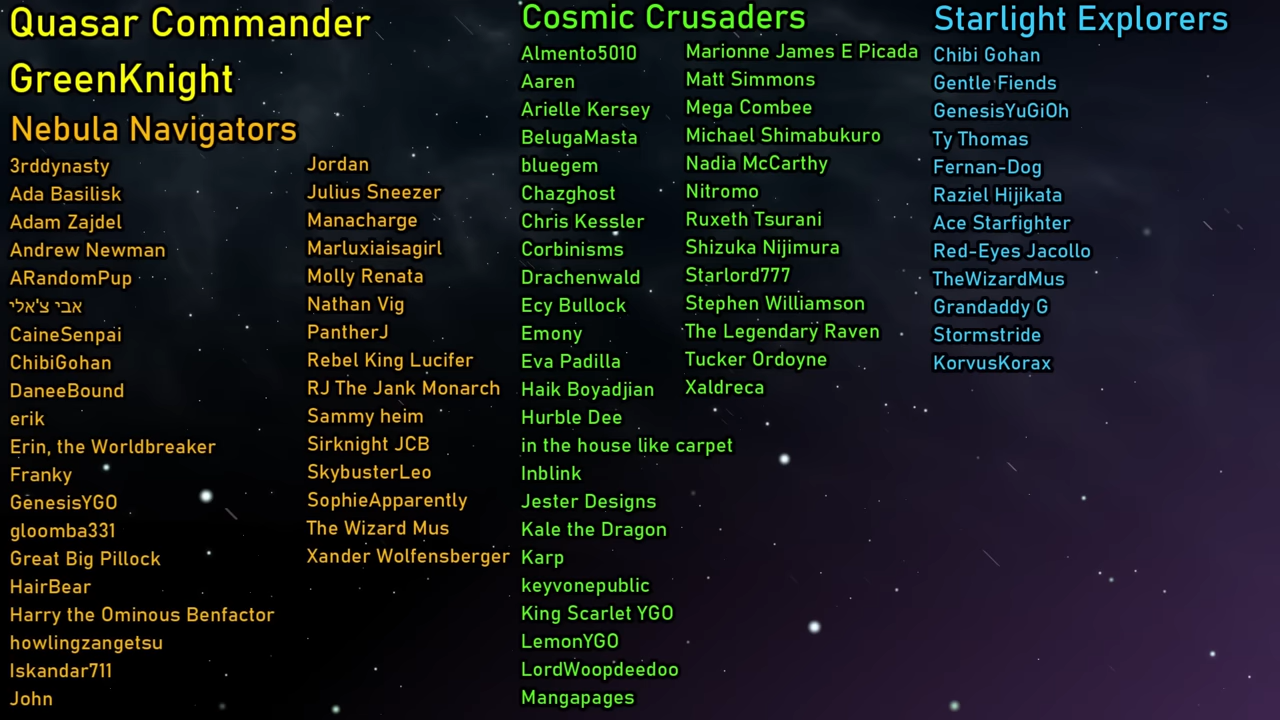 Quasar Commander
GreenKnight
Nebula Navigators
3rddynasty
Ada Basilisk
Adam Zajdel
Andrew Newman
ARandomPup
אבי צ'אלי
CaineSenpai
ChibiGohan
DaneeBound
erik
Erin, the Worldbreaker
Franky
GenesisYGO
gloomba331
Great Big Pillock
HairBear
Harry the Ominous Benfactor
howlingzangetsu
Iskandar711
John
Jordan
Julius Sneezer
Manacharge
Marluxiaisagirl
Molly Renata
Nathan Vig
PantherJ
Rebel King Lucifer
RJ The Jank Monarch
Sammy heim
Sirknight JCB
SkybusterLeo
SophieApparently
The Wizard Mus
Xander Wolfensberger
Cosmic Crusaders
Almento5010
Aaren
Arielle Kersey
BelugaMasta
bluegem
Chazghost
Chris Kessler
Corbinisms
Drachenwald
Ecy Bullock
Emony
Eva Padilla
Haik Boyadjian
Hurble Dee
in the house like carpet
Inblink
Jester Designs
Kale the Dragon
Karp
keyvonepublic
King Scarlet YGO
LemonYGO
LordWoopdeedoo
Mangapages
Marionne James E Picada
Matt Simmons
Mega Combee
Michael Shimabukuro
Nadia McCarthy
Nitromo
Ruxeth Tsurani
Shizuka Nijimura
Starlord777
Stephen Williamson
The Legendary Raven
Tucker Ordoyne
Xaldreca
Starlight Explorers
Chibi Gohan
Gentle Fiends
GenesisYuGiOh
Ty Thomas
Fernan-Dog
Raziel Hijikata
Ace Starfighter
Red-Eyes Jacollo
TheWizardMus
Grandaddy G
Stormstride
KorvusKorax